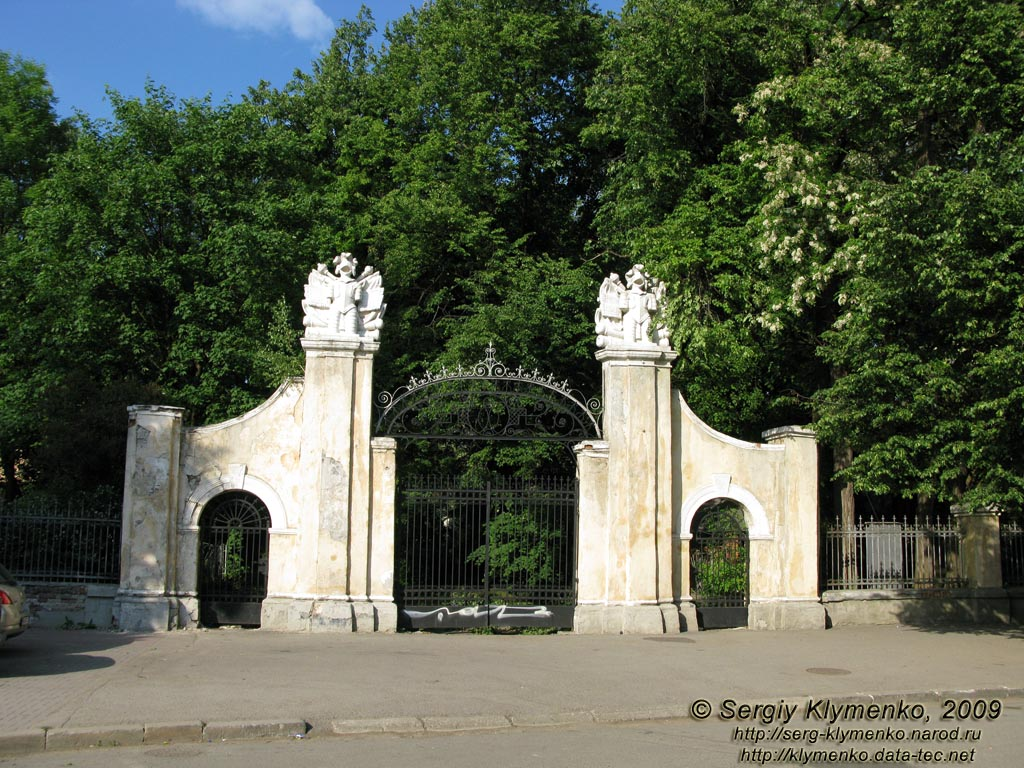 © Sergiy Klymenko, 2009
http://serg-klymenko.narod.ru
http://klymenko.data-tec.net